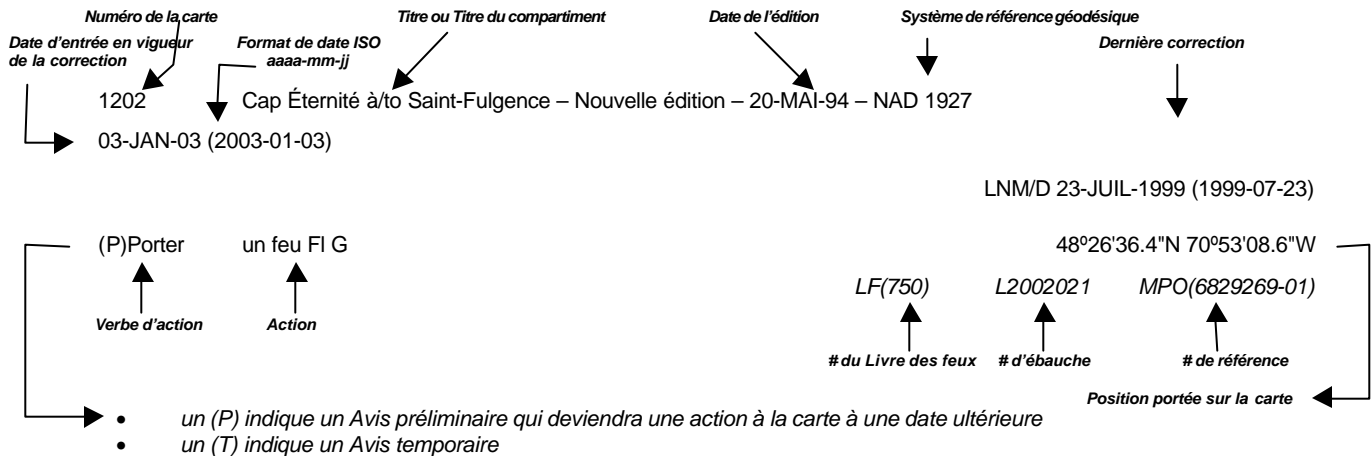 Numéro de la carte
Titre ou Titre du compartiment
Date de l'édition
Système de référence géodésique
Date d'entrée en vigueur
de la correction
Format de date ISO
aaaa-mm-jj
Dernière correction
1202 Cap Éternité à/to Saint-Fulgence – Nouvelle édition – 20-MAI-94 – NAD 1927
03-JAN-03 (2003-01-03)
LNM/D 23-JUIL-1999 (1999-07-23)
(P)Porter un feu Fl G 48º26'36.4"N 70º53'08.6"W
LF(750) L2002021 MPO(6829269-01)
Verbe d'action Action
# du Livre des feux # d'ébauche # de référence
Position portée sur la carte
• un (P) indique un Avis préliminaire qui deviendra une action à la carte à une date ultérieure
• un (T) indique un Avis temporaire